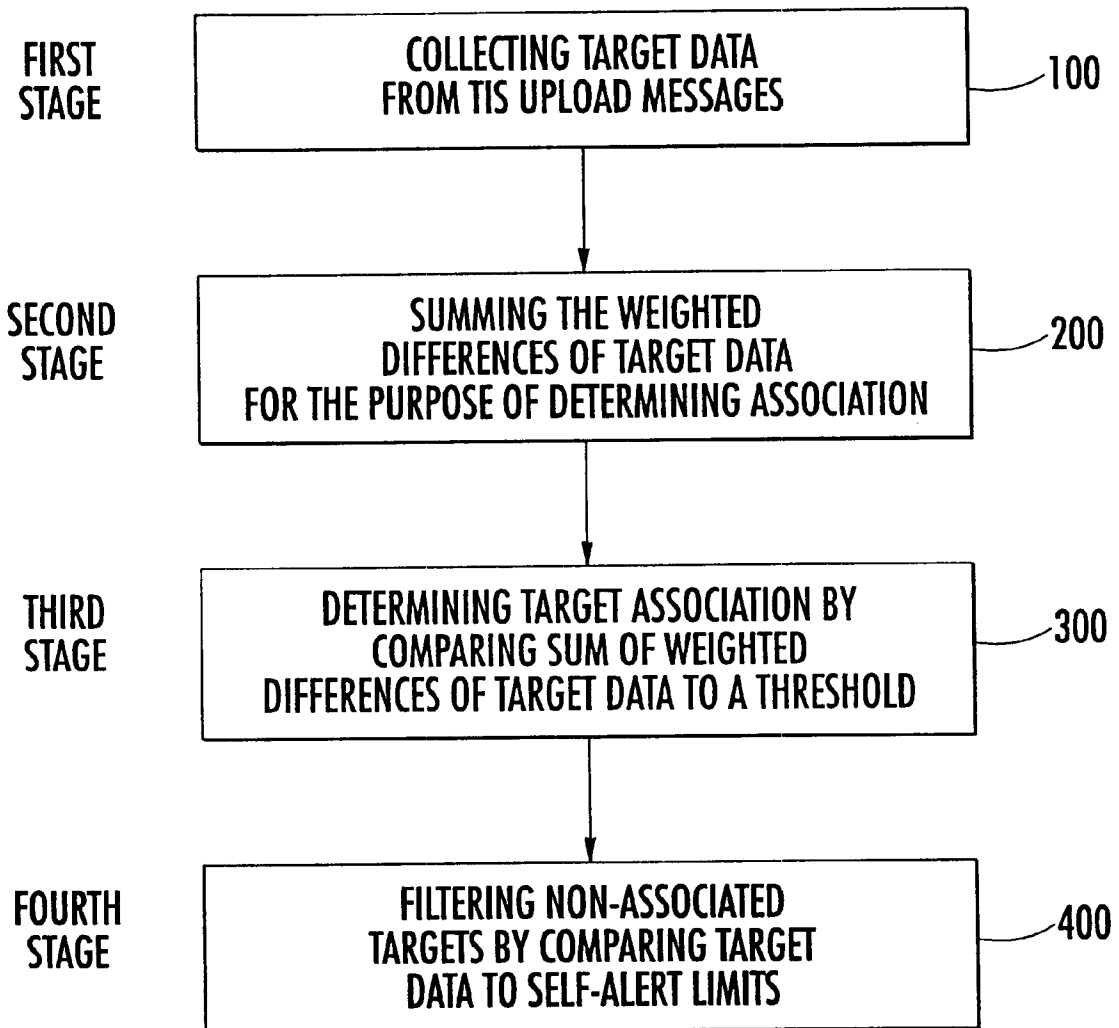 FIRST
STAGE
COLLECTING TARGET DATA
FROM TIS UPLOAD MESSAGES
100
SECOND
STAGE
SUMMING THE WEIGHTED
DIFFERENCES OF TARGET DATA
FOR THE PURPOSE OF DETERMINING ASSOCIATION
200
THIRD
STAGE
DETERMINING TARGET ASSOCIATION BY
COMPARING SUM OF WEIGHTED
DIFFERENCES OF TARGET DATA TO A THRESHOLD
300
FOURTH
STAGE
FILTERING NON-ASSOCIATED
TARGETS BY COMPARING TARGET
DATA TO SELF-ALERT LIMITS
400